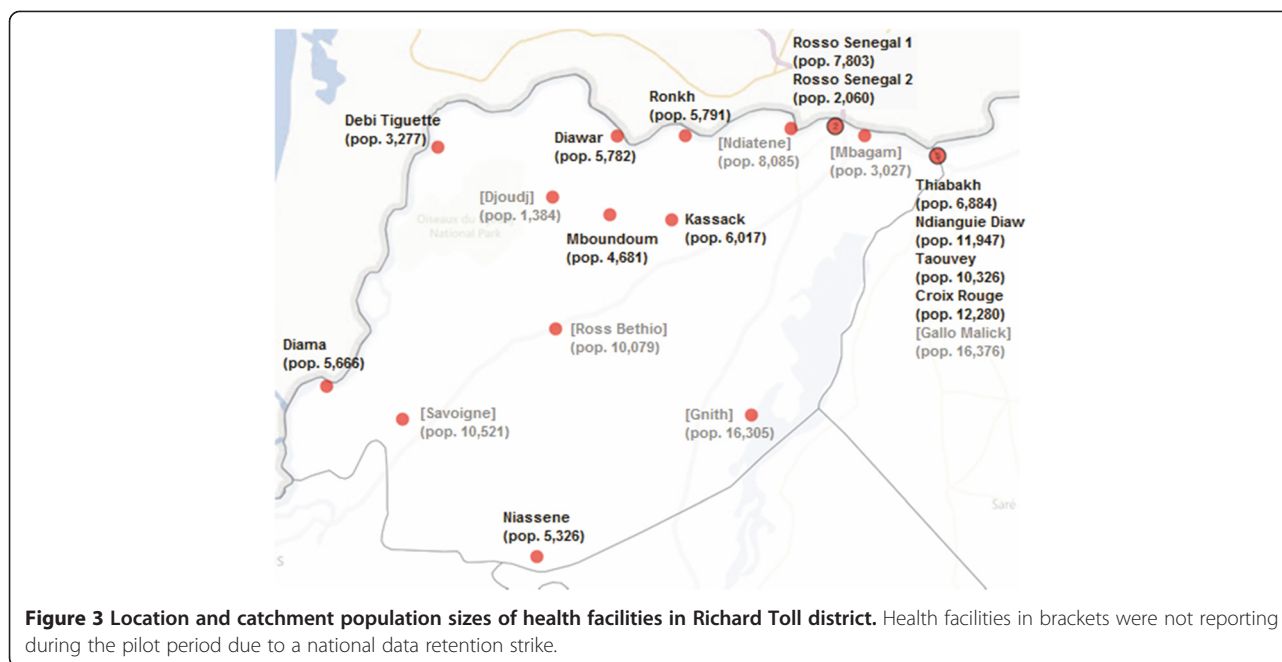 Rosso Senegal 1
(pop. 7,803)
Rosso Senegal 2
(pop. 2,060)
Ronkh
(pop. 5,791)
Debi Tiguette
(pop. 3,277)
Diawar
(pop. 5,782)
[Ndiatene]
(pop. 8,085)
2
[Mbagam]
(pop. 3,027)
Thiabakh
(pop. 6,884)
Ndianguie Diaw
(pop. 11,947)
Taouvey
(pop. 10,326)
Croix Rouge
(pop. 12,280)
[Gallo Malick]
(pop. 16,376)
[Djoudj]
(pop. 1,384)
Oiseaux du
National Park
Mboundoum
(pop. 4,681)
Kassack
(pop. 6,017)
[Ross Bethio]
(pop. 10,079)
Diama
(pop. 5,666)
[Savoigne]
(pop. 10,521)
[Gnith]
(pop. 16,305)
Niassene
(pop. 5,326)
Saré
S
Figure 3 Location and catchment population sizes of health facilities in Richard Toll district. Health facilities in brackets were not reporting
during the pilot period due to a national data retention strike.